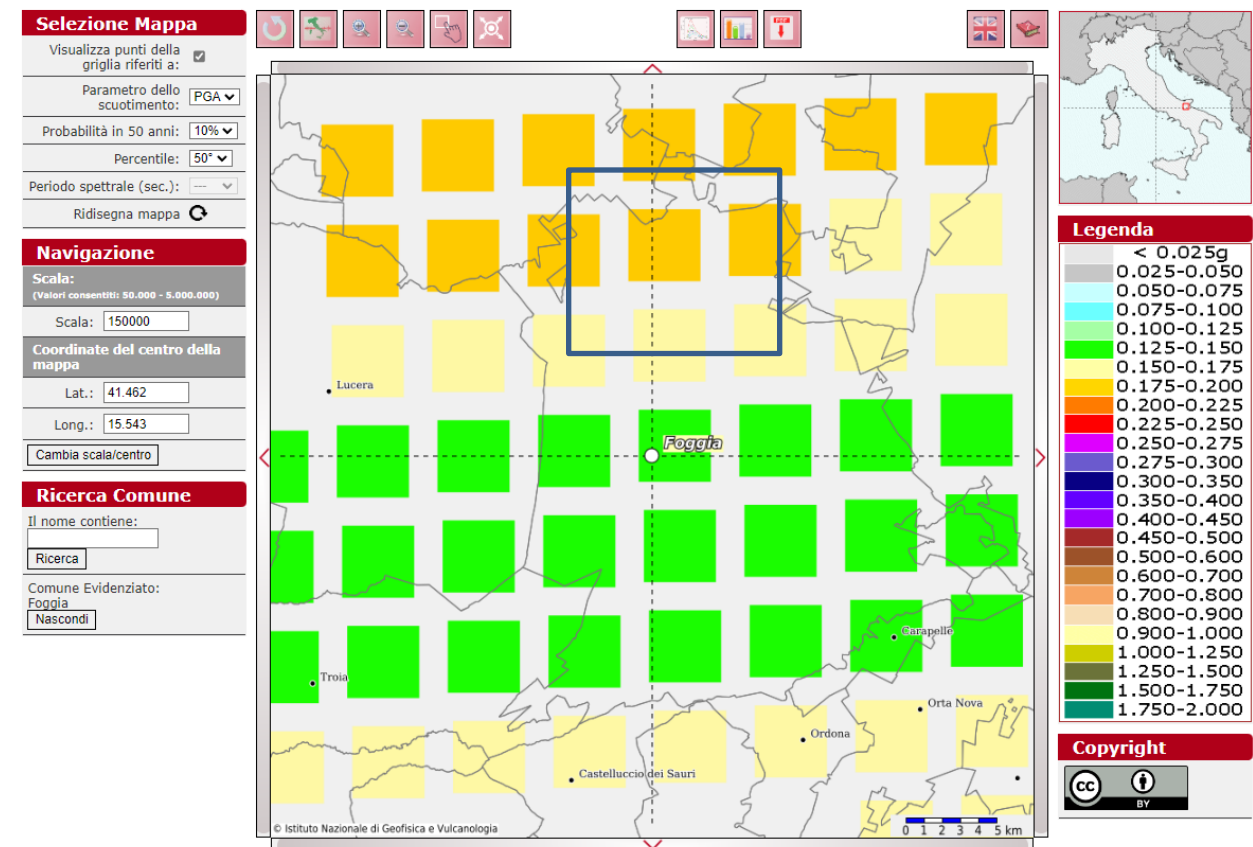 Selezione Mappa
Visualizza punti della
griglia riferiti a:
Parametro dello
scuotimento: PGA
Probabilità in 50 anni: 10%
Percentile: 50°
Periodo spettrale (sec.): ---
Ridisegna mappa
Navigazione
Scala:
(Valori consentiti: 50.000 - 5.000.000)
Scala: 150000
Coordinate del centro della
mappa
Lat.: 41.462
Long.: 15.543
Cambia scala/centro
Ricerca Comune
Il nome contiene:
Ricerca
Comune Evidenziato:
Foggia
Nascondi
PDF
Lucera
Foggia
Carapelle
Troia
Orta Nova
Ordona
Castelluccio dei Sauri
© Istituto Nazionale di Geofisica e Vulcanologia
0 1 2 3 4 5 km
Legenda
< 0.025g
0.025-0.050
0.050-0.075
0.075-0.100
0.100-0.125
0.125-0.150
0.150-0.175
0.175-0.200
0.200-0.225
0.225-0.250
0.250-0.275
0.275-0.300
0.300-0.350
0.350-0.400
0.400-0.450
0.450-0.500
0.500-0.600
0.600-0.700
0.700-0.800
0.800-0.900
0.900-1.000
1.000-1.250
1.250-1.500
1.500-1.750
1.750-2.000
Copyright
cc
BY